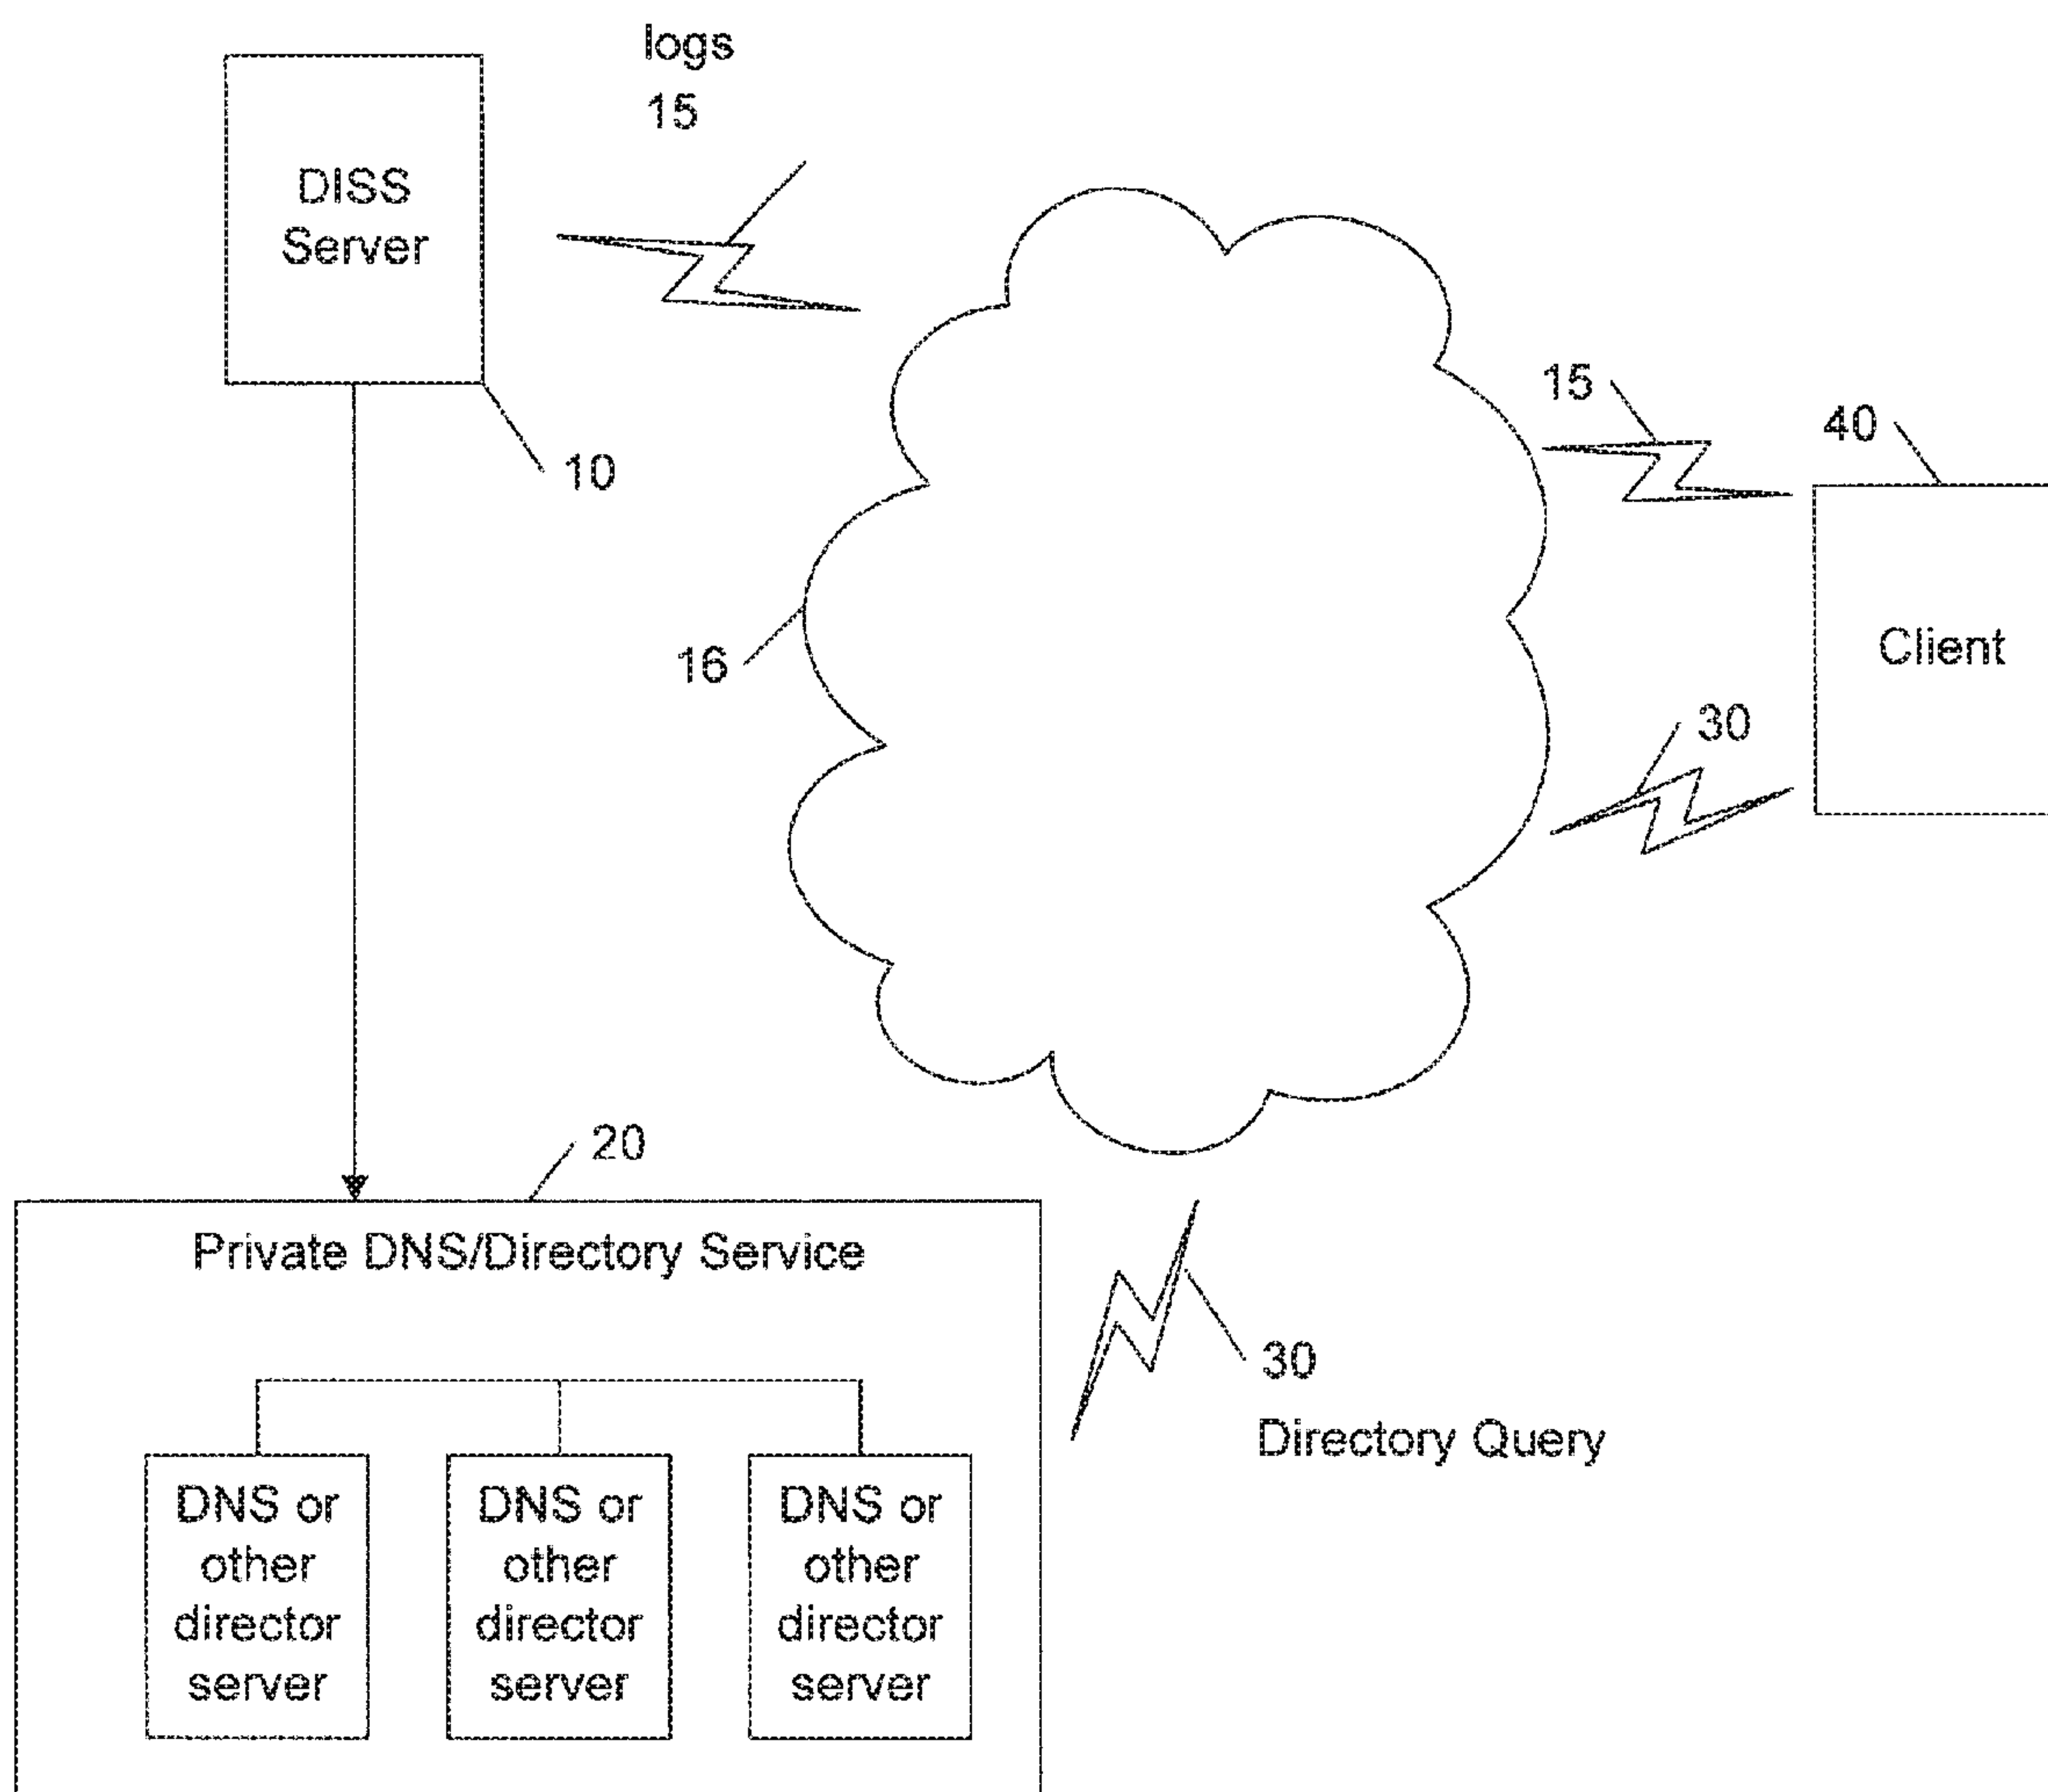 logs
15
DISS
Server
10
15
40
Client
16
30
20
Private DNS/Directory Service
30
Directory Query
DNS or
other
director
server
DNS or
other
director
server
DNS or
other
director
server